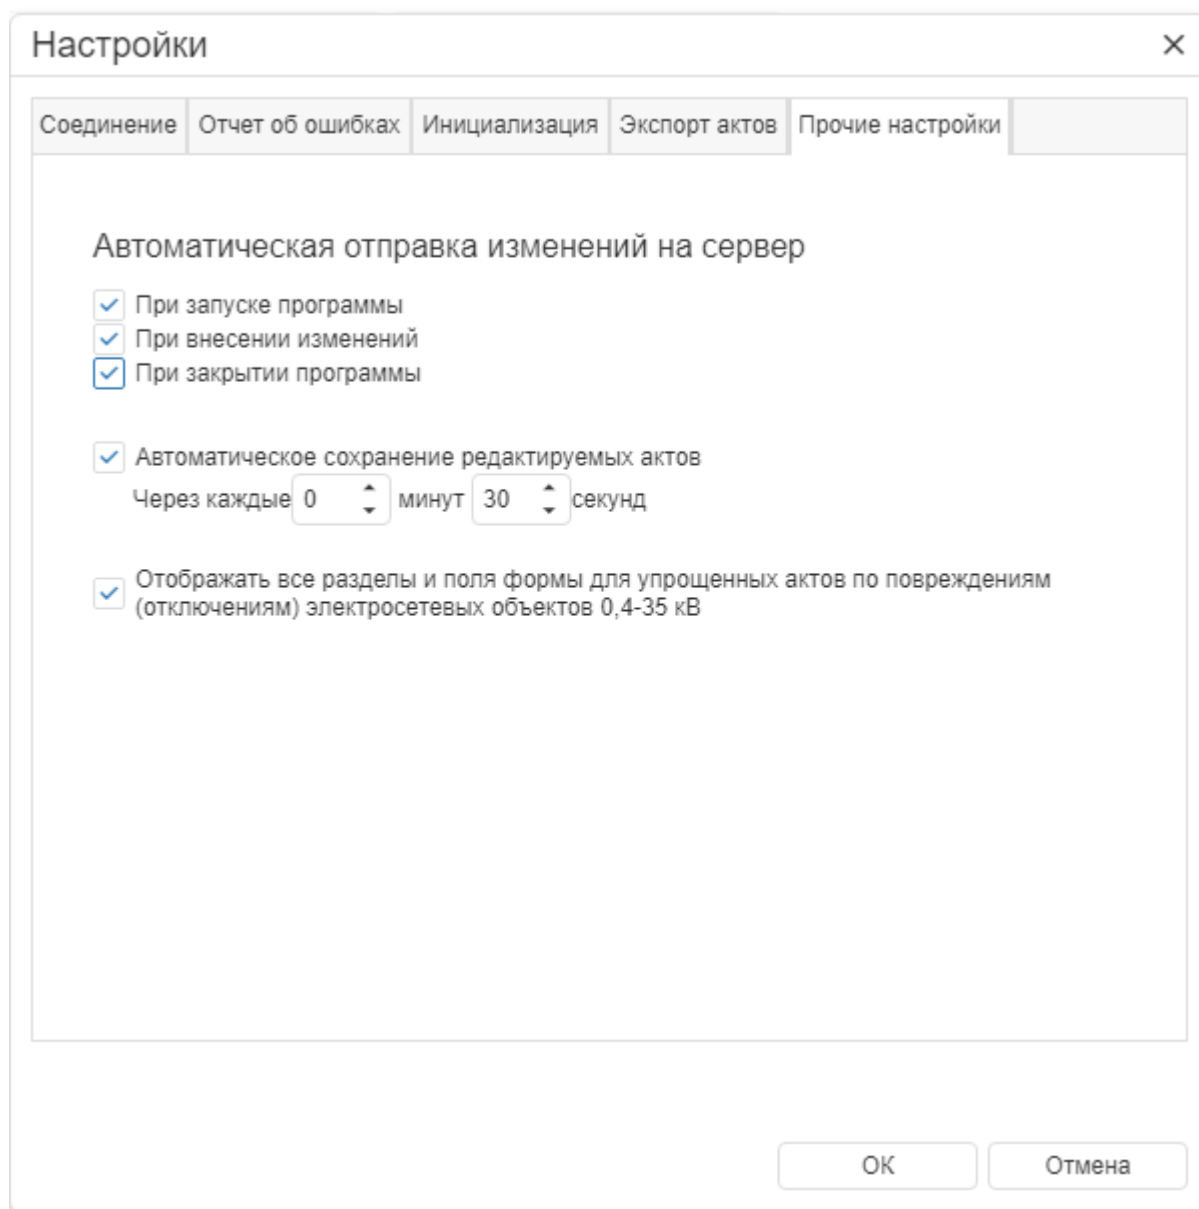 Настройки
Соединение Отчет об ошибках Инициализация Экспорт актов Прочие настройки
Автоматическая отправка изменений на сервер
При запуске программы
При внесении изменений
При закрытии программы
Автоматическое сохранение редактируемых актов
Через каждые 0 минут 30 секунд
Отображать все разделы и поля формы для упрощенных актов по повреждениям
(отключениям) электросетевых объектов 0,4-35 кВ
ОК Отмена